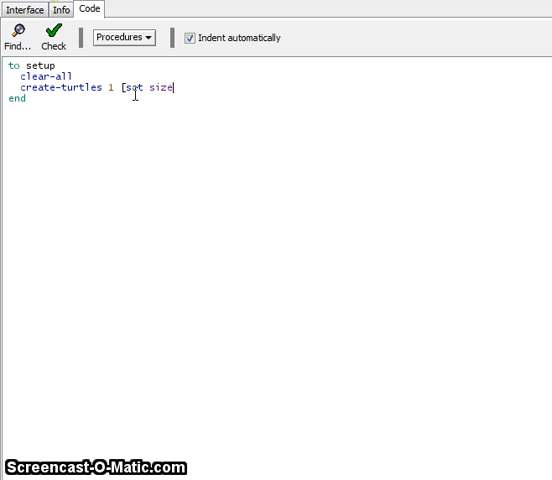 Interface Info Code
Find... Check Procedures Indent automatically
to setup
clear-all
create-turtles 1 [set size
end
Screencast-O-Matic.com